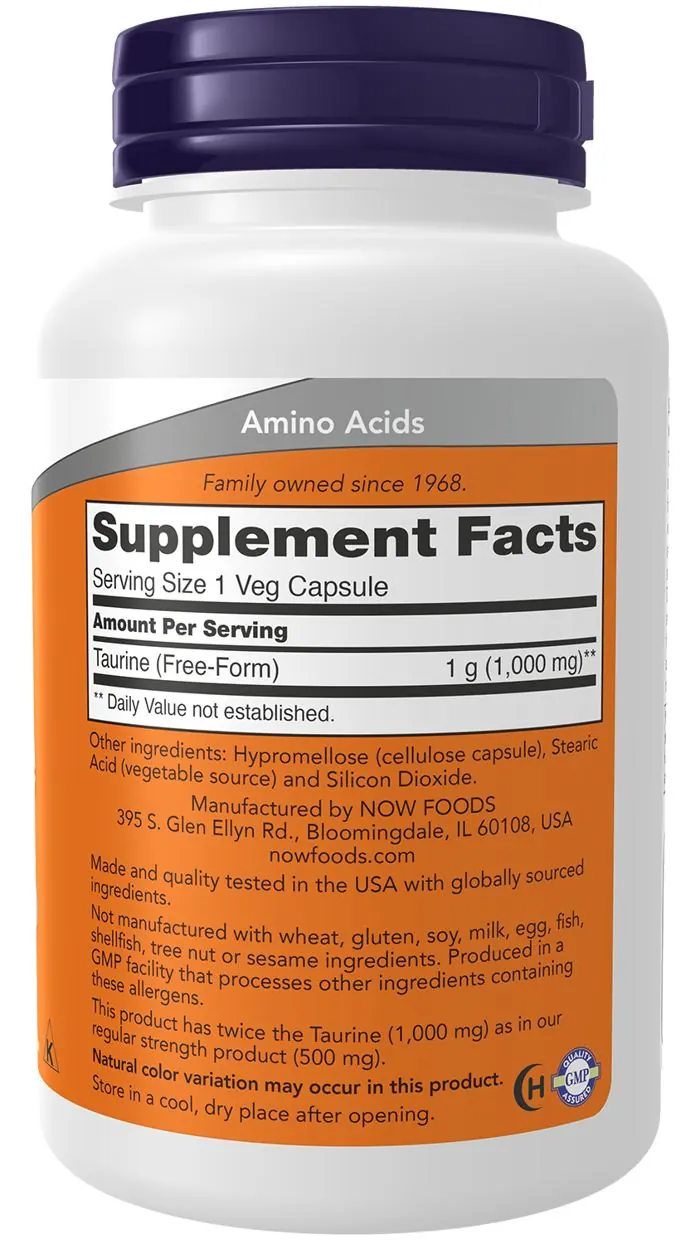 Amino Acids
Family owned since 1968.
Supplement Facts
Serving Size 1 Veg Capsule
Amount Per Serving
Taurine (Free-Form) 1 g (1,000 mg)**
** Daily Value not established.
Other ingredients: Hypromellose (cellulose capsule), Stearic
Acid (vegetable source) and Silicon Dioxide.
Manufactured by NOW FOODS
395 S. Glen Ellyn Rd., Bloomingdale, IL 60108, USA
nowfoods.com
Made and quality tested in the USA with globally sourced
ingredients.
Not manufactured with wheat, gluten, soy, milk, egg, fish,
shellfish, tree nut or sesame ingredients. Produced in a
GMP facility that processes other ingredients containing
these allergens.
This product has twice the Taurine (1,000 mg) as in our
regular strength product (500 mg).
Natural color variation may occur in this product.
Store in a cool, dry place after opening.
K
H
QUALITY
GMP
ASSURED